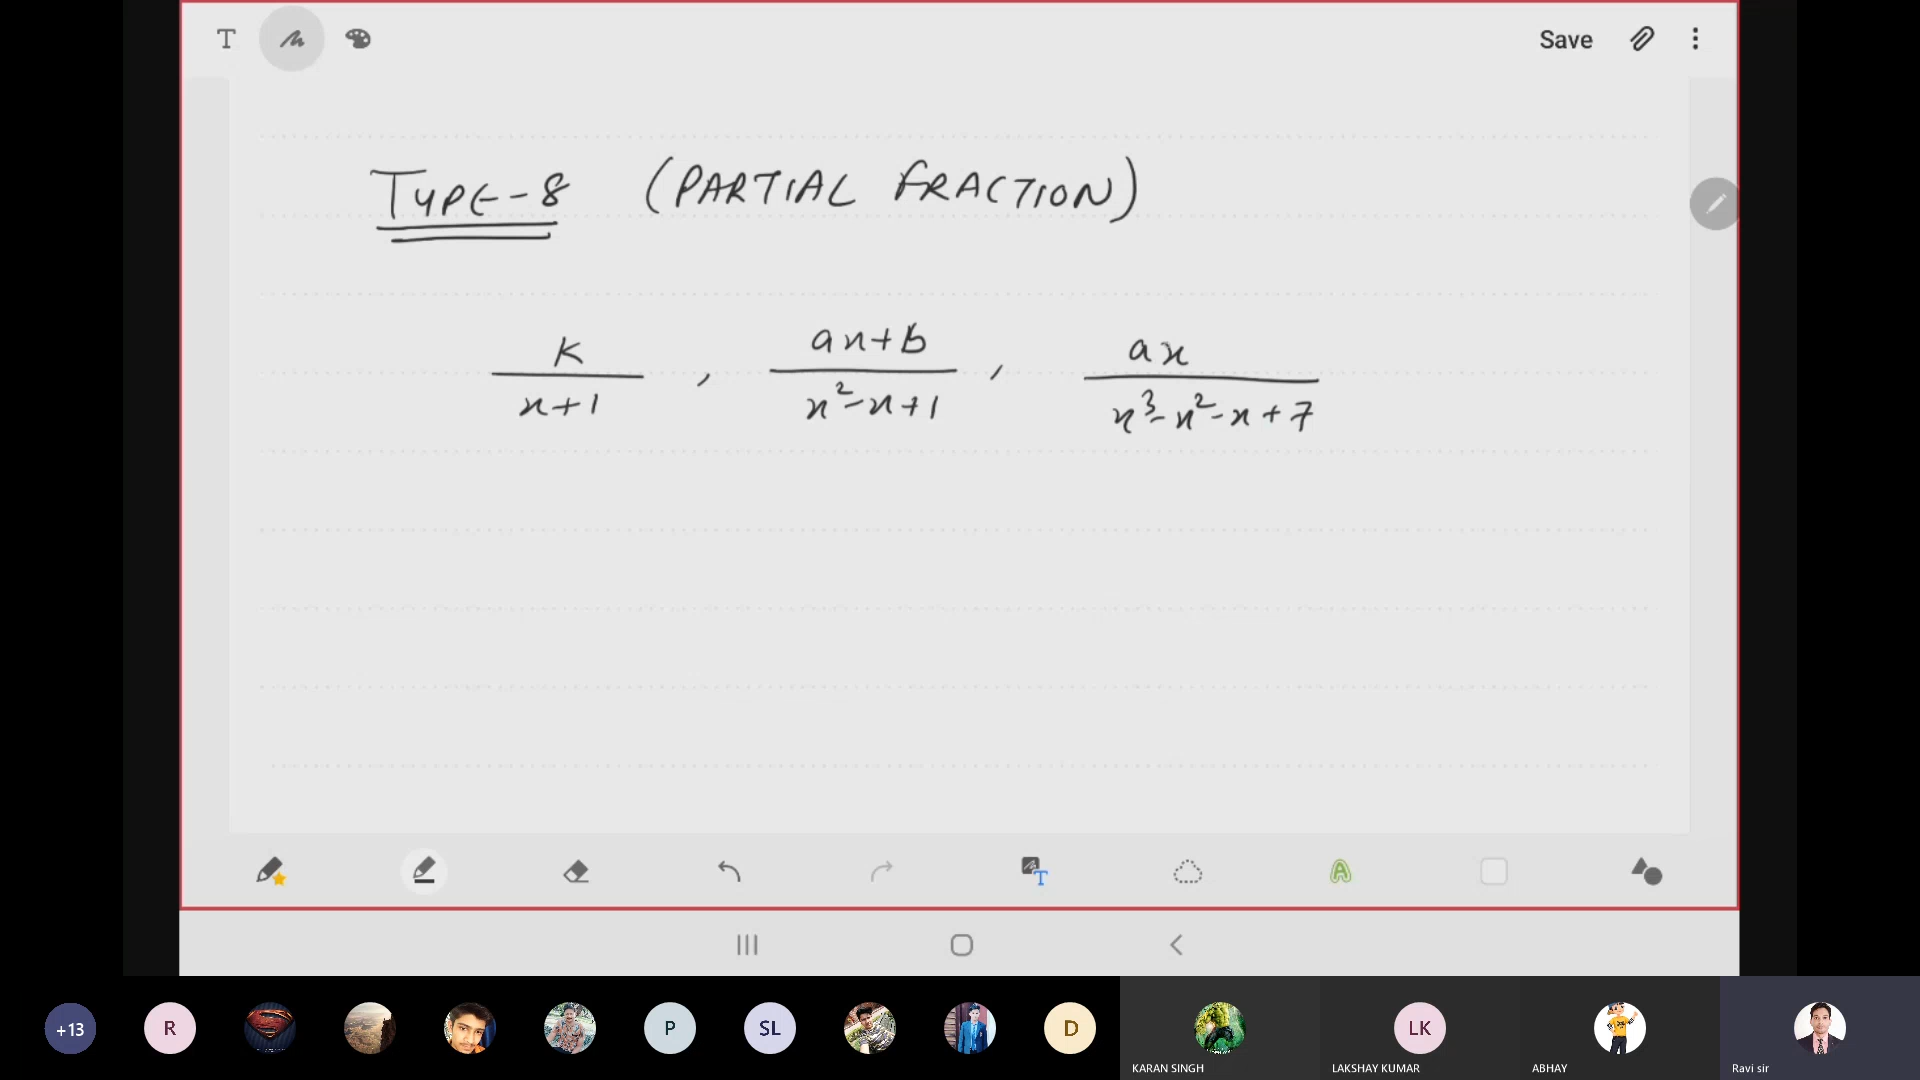 T Save
TYPE-8 (PARTIAL FRACTION)
K/(x+1) , (ax+b)/(x²-x+1) , ax/(x³-x²-x+7)
T A
+13 R P SL D
KARAN SINGH LAKSHAY KUMAR LK ABHAY Ravi sir